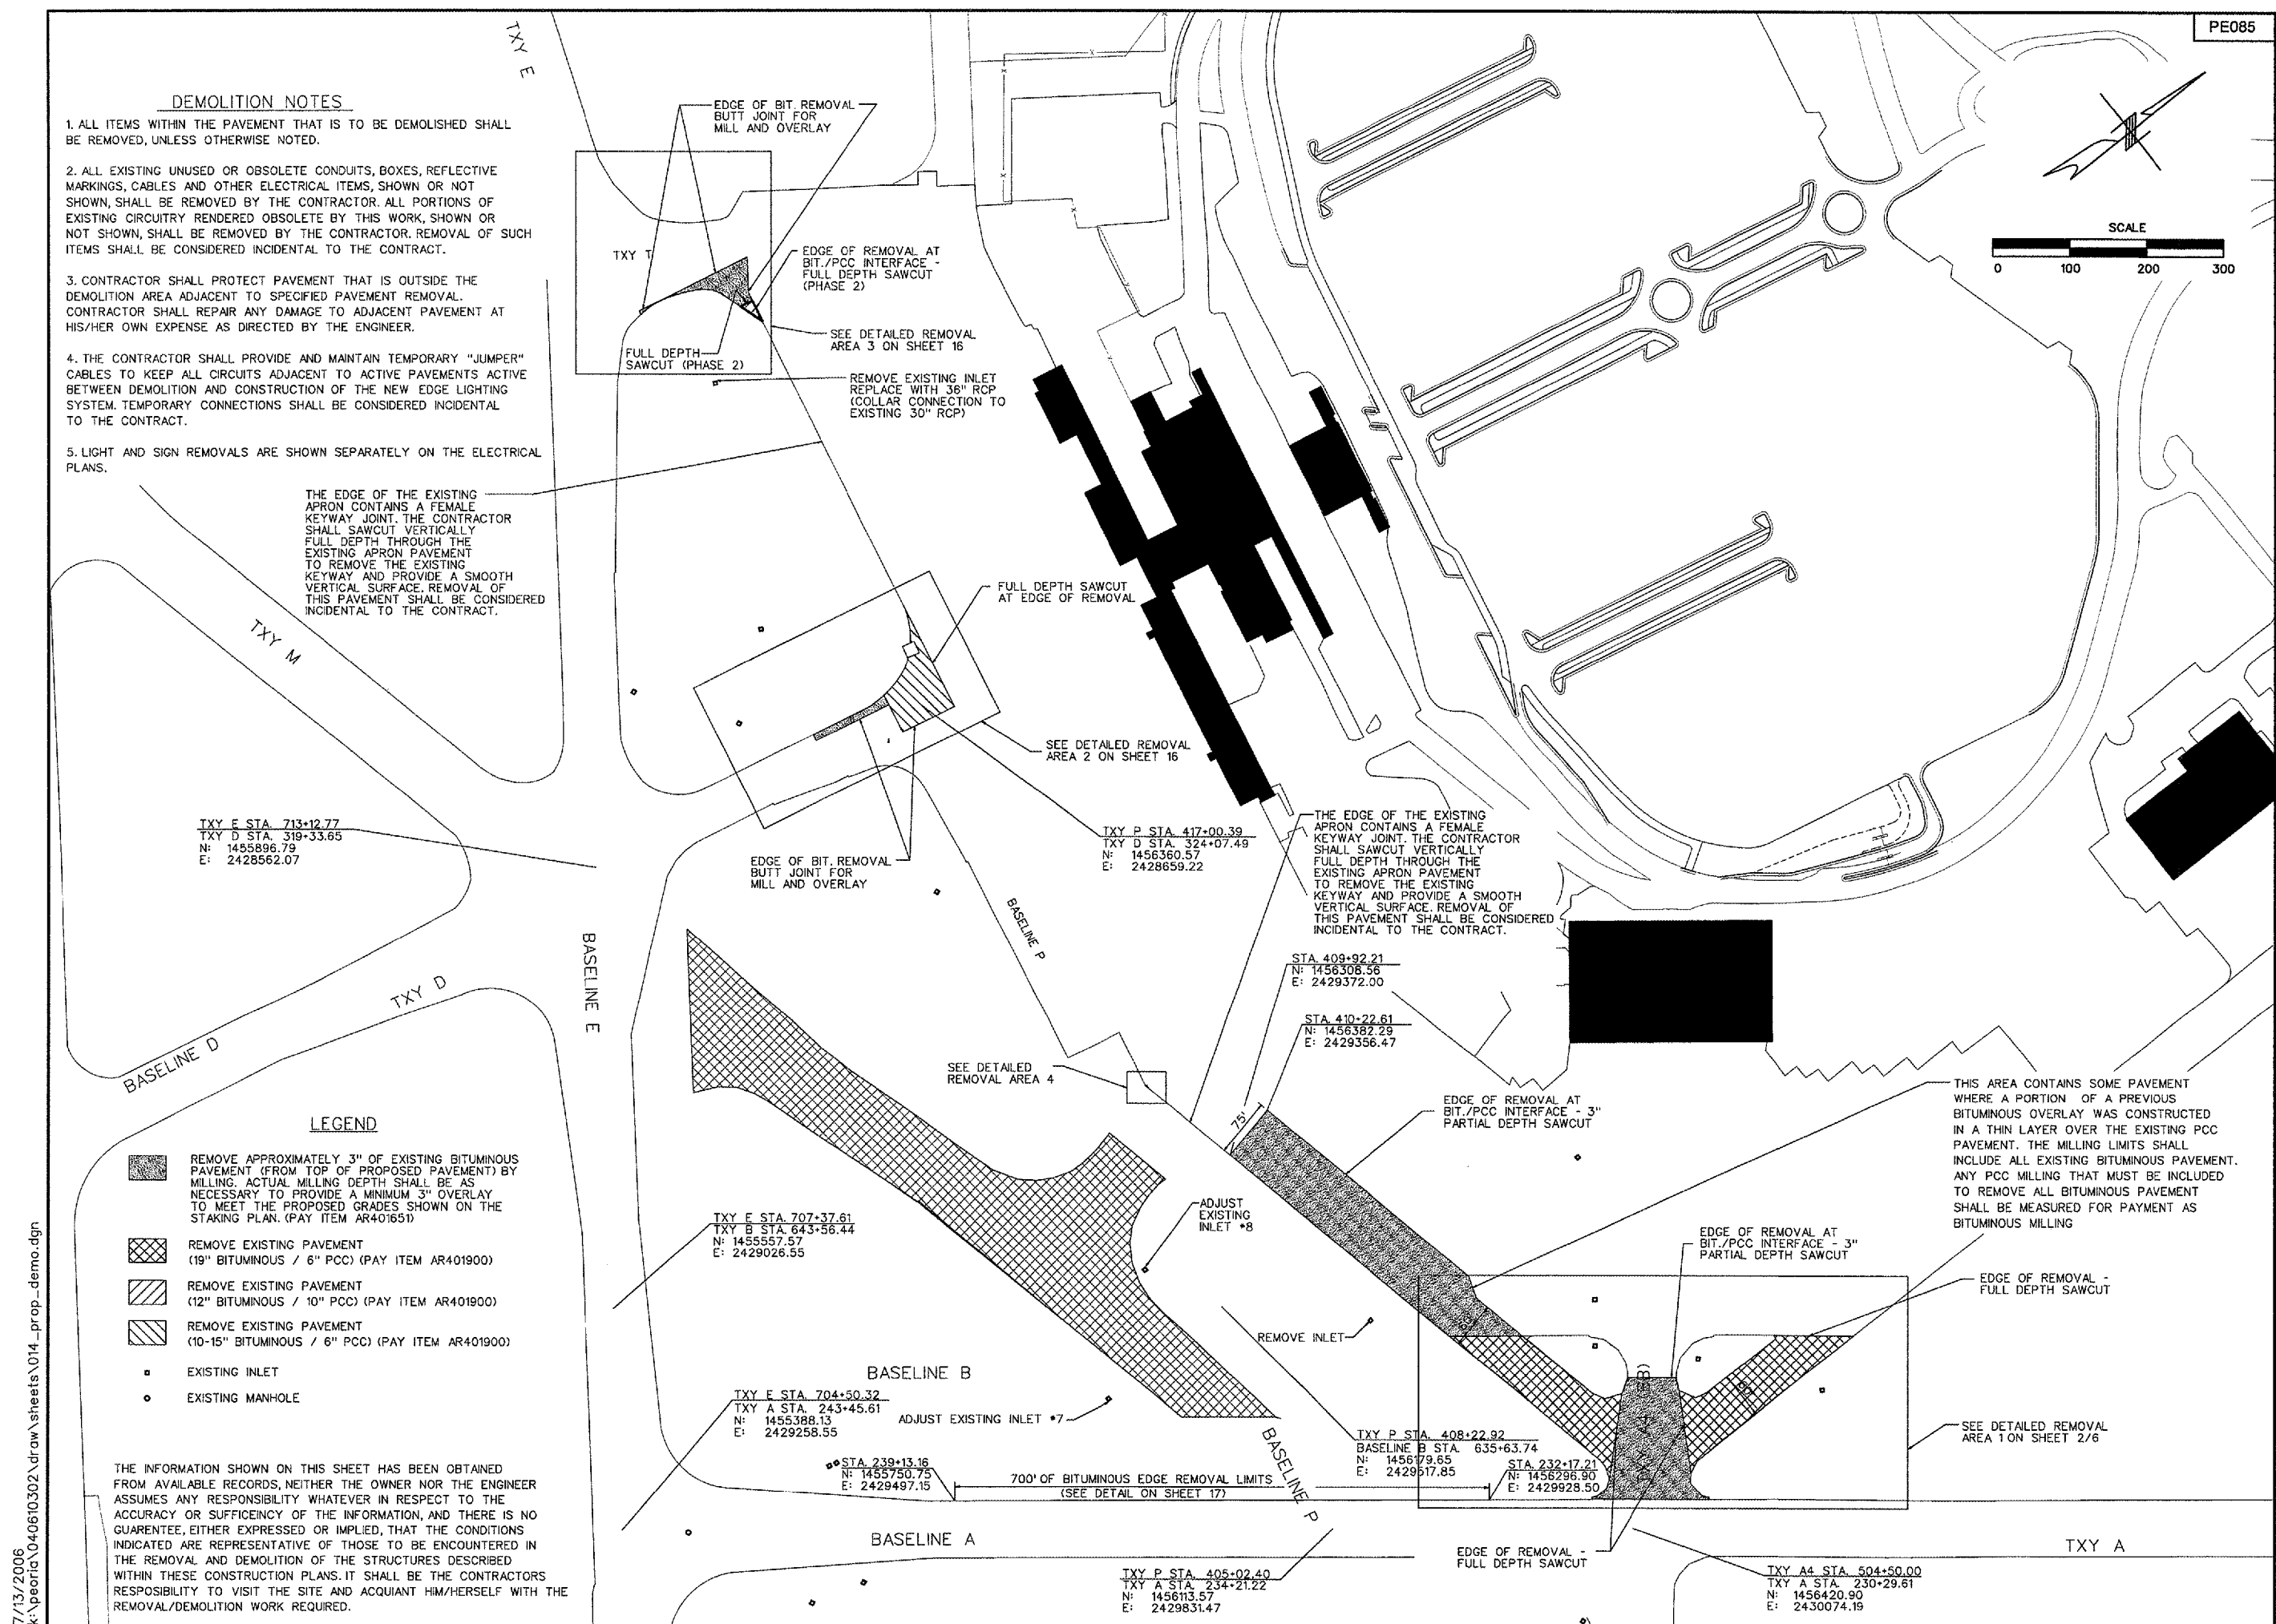 PE085
TXY E
DEMOLITION NOTES
1. ALL ITEMS WITHIN THE PAVEMENT THAT IS TO BE DEMOLISHED SHALL
BE REMOVED, UNLESS OTHERWISE NOTED.
2. ALL EXISTING UNUSED OR OBSOLETE CONDUITS, BOXES, REFLECTIVE
MARKINGS, CABLES AND OTHER ELECTRICAL ITEMS, SHOWN OR NOT
SHOWN, SHALL BE REMOVED BY THE CONTRACTOR. ALL PORTIONS OF
EXISTING CIRCUITRY RENDERED OBSOLETE BY THIS WORK, SHOWN OR
NOT SHOWN, SHALL BE REMOVED BY THE CONTRACTOR. REMOVAL OF SUCH
ITEMS SHALL BE CONSIDERED INCIDENTAL TO THE CONTRACT.
3. CONTRACTOR SHALL PROTECT PAVEMENT THAT IS OUTSIDE THE
DEMOLITION AREA ADJACENT TO SPECIFIED PAVEMENT REMOVAL.
CONTRACTOR SHALL REPAIR ANY DAMAGE TO ADJACENT PAVEMENT AT
HIS/HER OWN EXPENSE AS DIRECTED BY THE ENGINEER.
4. THE CONTRACTOR SHALL PROVIDE AND MAINTAIN TEMPORARY "JUMPER"
CABLES TO KEEP ALL CIRCUITS ADJACENT TO ACTIVE PAVEMENTS ACTIVE
BETWEEN DEMOLITION AND CONSTRUCTION OF THE NEW EDGE LIGHTING
SYSTEM. TEMPORARY CONNECTIONS SHALL BE CONSIDERED INCIDENTAL
TO THE CONTRACT.
5. LIGHT AND SIGN REMOVALS ARE SHOWN SEPARATELY ON THE ELECTRICAL
PLANS.
EDGE OF BIT. REMOVAL
BUTT JOINT FOR
MILL AND OVERLAY
TXY T
EDGE OF REMOVAL AT
BIT./PCC INTERFACE -
FULL DEPTH SAWCUT
(PHASE 2)
SEE DETAILED REMOVAL
AREA 3 ON SHEET 16
FULL DEPTH
SAWCUT (PHASE 2)
REMOVE EXISTING INLET
REPLACE WITH 36" RCP
(COLLAR CONNECTION TO
EXISTING 30" RCP)
SCALE
0 100 200 300
THE EDGE OF THE EXISTING
APRON CONTAINS A FEMALE
KEYWAY JOINT. THE CONTRACTOR
SHALL SAWCUT VERTICALLY
FULL DEPTH THROUGH THE
EXISTING APRON PAVEMENT
TO REMOVE THE EXISTING
KEYWAY AND PROVIDE A SMOOTH
VERTICAL SURFACE. REMOVAL OF
THIS PAVEMENT SHALL BE CONSIDERED
INCIDENTAL TO THE CONTRACT.
TXY M
FULL DEPTH SAWCUT
AT EDGE OF REMOVAL
SEE DETAILED REMOVAL
AREA 2 ON SHEET 16
TXY E STA. 713+12.77
TXY D STA. 319+33.65
N: 1455896.79
E: 2428562.07
EDGE OF BIT. REMOVAL
BUTT JOINT FOR
MILL AND OVERLAY
TXY P STA. 417+00.39
TXY D STA. 324+07.49
N: 1456360.57
E: 2428659.22
THE EDGE OF THE EXISTING
APRON CONTAINS A FEMALE
KEYWAY JOINT. THE CONTRACTOR
SHALL SAWCUT VERTICALLY
FULL DEPTH THROUGH THE
EXISTING APRON PAVEMENT
TO REMOVE THE EXISTING
KEYWAY AND PROVIDE A SMOOTH
VERTICAL SURFACE. REMOVAL OF
THIS PAVEMENT SHALL BE CONSIDERED
INCIDENTAL TO THE CONTRACT.
BASELINE P
BASELINE E
TXY D
BASELINE D
STA. 409+92.21
N: 1456308.56
E: 2429372.00
STA. 410+22.61
N: 1456382.29
E: 2429356.47
SEE DETAILED
REMOVAL AREA 4
75'
EDGE OF REMOVAL AT
BIT./PCC INTERFACE - 3"
PARTIAL DEPTH SAWCUT
THIS AREA CONTAINS SOME PAVEMENT
WHERE A PORTION OF A PREVIOUS
BITUMINOUS OVERLAY WAS CONSTRUCTED
IN A THIN LAYER OVER THE EXISTING PCC
PAVEMENT. THE MILLING LIMITS SHALL
INCLUDE ALL EXISTING BITUMINOUS PAVEMENT.
ANY PCC MILLING THAT MUST BE INCLUDED
TO REMOVE ALL BITUMINOUS PAVEMENT
SHALL BE MEASURED FOR PAYMENT AS
BITUMINOUS MILLING
LEGEND
REMOVE APPROXIMATELY 3" OF EXISTING BITUMINOUS
PAVEMENT (FROM TOP OF PROPOSED PAVEMENT) BY
MILLING. ACTUAL MILLING DEPTH SHALL BE AS
NECESSARY TO PROVIDE A MINIMUM 3" OVERLAY
TO MEET THE PROPOSED GRADES SHOWN ON THE
STAKING PLAN. (PAY ITEM AR401651)
REMOVE EXISTING PAVEMENT
(19" BITUMINOUS / 6" PCC) (PAY ITEM AR401900)
REMOVE EXISTING PAVEMENT
(12" BITUMINOUS / 10" PCC) (PAY ITEM AR401900)
REMOVE EXISTING PAVEMENT
(10-15" BITUMINOUS / 6" PCC) (PAY ITEM AR401900)
EXISTING INLET
EXISTING MANHOLE
TXY E STA. 707+37.61
TXY B STA. 643+56.44
N: 1455557.57
E: 2429026.55
ADJUST
EXISTING
INLET #8
REMOVE INLET
EDGE OF REMOVAL AT
BIT./PCC INTERFACE - 3"
PARTIAL DEPTH SAWCUT
EDGE OF REMOVAL -
FULL DEPTH SAWCUT
BASELINE B
TXY E STA. 704+50.32
TXY A STA. 243+45.61
N: 1455388.13
E: 2429258.55
ADJUST EXISTING INLET #7
BASELINE P
TXY P STA. 408+22.92
BASELINE B STA. 635+63.74
N: 1456179.65
E: 2429617.85
SEE DETAILED REMOVAL
AREA 1 ON SHEET 2/6
STA. 239+13.16
N: 1455750.75
E: 2429497.15
700' OF BITUMINOUS EDGE REMOVAL LIMITS
(SEE DETAIL ON SHEET 17)
STA. 232+17.21
N: 1456296.90
E: 2429928.50
THE INFORMATION SHOWN ON THIS SHEET HAS BEEN OBTAINED
FROM AVAILABLE RECORDS, NEITHER THE OWNER NOR THE ENGINEER
ASSUMES ANY RESPONSIBILITY WHATEVER IN RESPECT TO THE
ACCURACY OR SUFFICEINCY OF THE INFORMATION, AND THERE IS NO
GUARENTEE, EITHER EXPRESSED OR IMPLIED, THAT THE CONDITIONS
INDICATED ARE REPRESENTATIVE OF THOSE TO BE ENCOUNTERED IN
THE REMOVAL AND DEMOLITION OF THE STRUCTURES DESCRIBED
WITHIN THESE CONSTRUCTION PLANS. IT SHALL BE THE CONTRACTORS
RESPOSIBILITY TO VISIT THE SITE AND ACQUIANT HIM/HERSELF WITH THE
REMOVAL/DEMOLITION WORK REQUIRED.
BASELINE A
EDGE OF REMOVAL -
FULL DEPTH SAWCUT
TXY A
TXY P STA. 405+02.40
TXY A STA. 234+21.22
N: 1456113.57
E: 2429831.47
TXY A4 STA. 504+50.00
TXY A STA. 230+29.61
N: 1456420.90
E: 2430074.19
7/13/2006
k:\peoria\040610302\draw\sheets\014_prop_demo.dgn